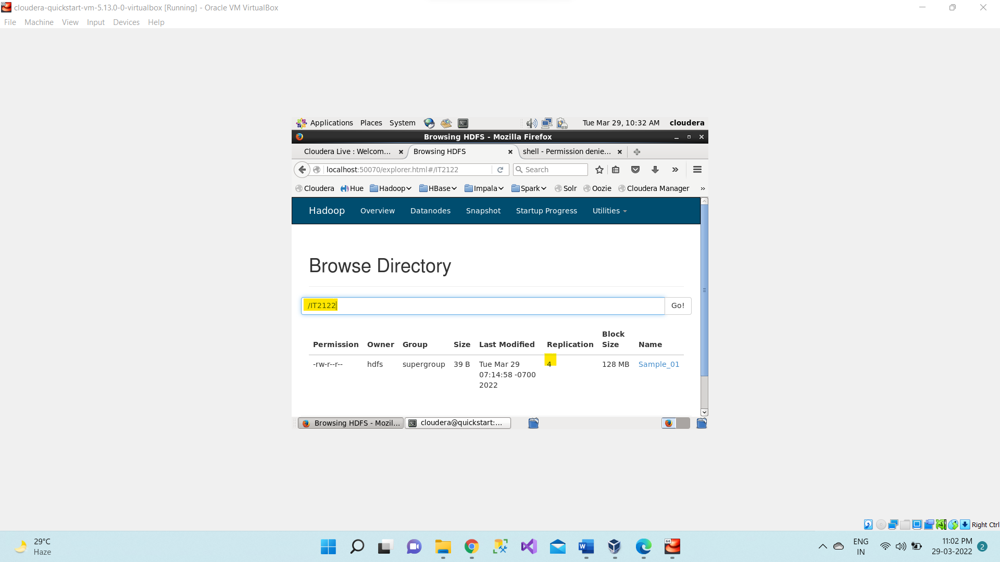 cloudera-quickstart-vm-5.13.0-0-virtualbox [Running] - Oracle VM VirtualBox
File Machine View Input Devices Help
Applications Places System Tue Mar 29, 10:32 AM cloudera
Browsing HDFS - Mozilla Firefox
Cloudera Live : Welcom... Browsing HDFS shell - Permission denie...
localhost:50070/explorer.html#/IT2122 Search
Cloudera Hue Hadoop HBase Impala Spark Solr Oozie Cloudera Manager »
Hadoop Overview Datanodes Snapshot Startup Progress Utilities
Browse Directory
/IT2122 Go!
Permission Owner Group Size Last Modified Replication Block Size Name
-rw-r--r-- hdfs supergroup 39 B Tue Mar 29 07:14:58 -0700 2022 4 128 MB Sample_01
Browsing HDFS - Mozil... cloudera@quickstart:...
Right Ctrl
29°C
Haze
ENG
IN
11:02 PM
29-03-2022
2